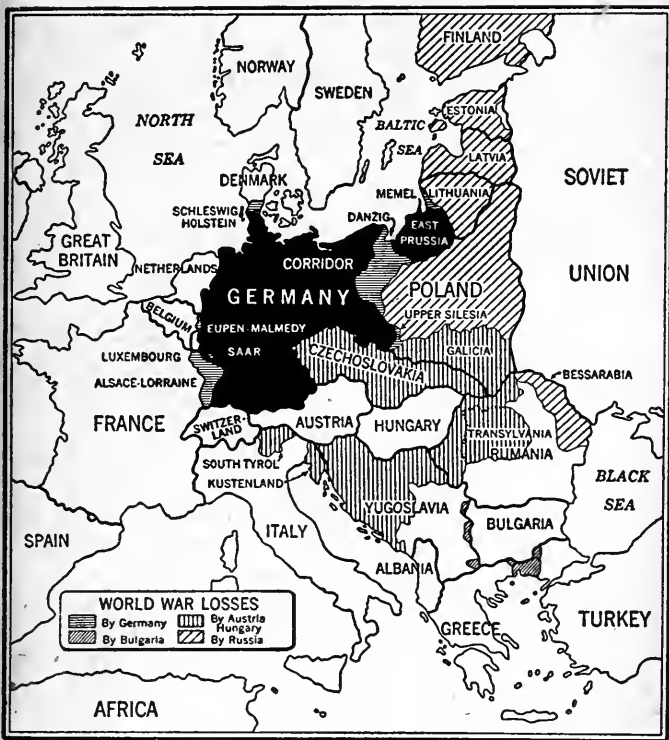 FINLAND
NORWAY
SWEDEN
ESTONIA
NORTH
SEA
BALTIC
SEA
LATVIA
SOVIET
UNION
DENMARK
MEMEL
LITHUANIA
SCHLESWIG
HOLSTEIN
DANZIG
EAST
PRUSSIA
GREAT
BRITAIN
NETHERLANDS
CORRIDOR
GERMANY
POLAND
BELGIUM
EUPEN-MALMEDY
UPPER SILESIA
LUXEMBOURG
SAAR
CZECHOSLOVAKIA
GALICIA
ALSACE-LORRAINE
BESSARABIA
FRANCE
SWITZER-
LAND
AUSTRIA
HUNGARY
TRANSYLVANIA
RUMANIA
SOUTH TYROL
KUSTENLAND
BLACK
SEA
YUGOSLAVIA
SPAIN
ITALY
BULGARIA
ALBANIA
WORLD WAR LOSSES
By Germany
By Austria
Hungary
By Bulgaria
By Russia
GREECE
TURKEY
AFRICA